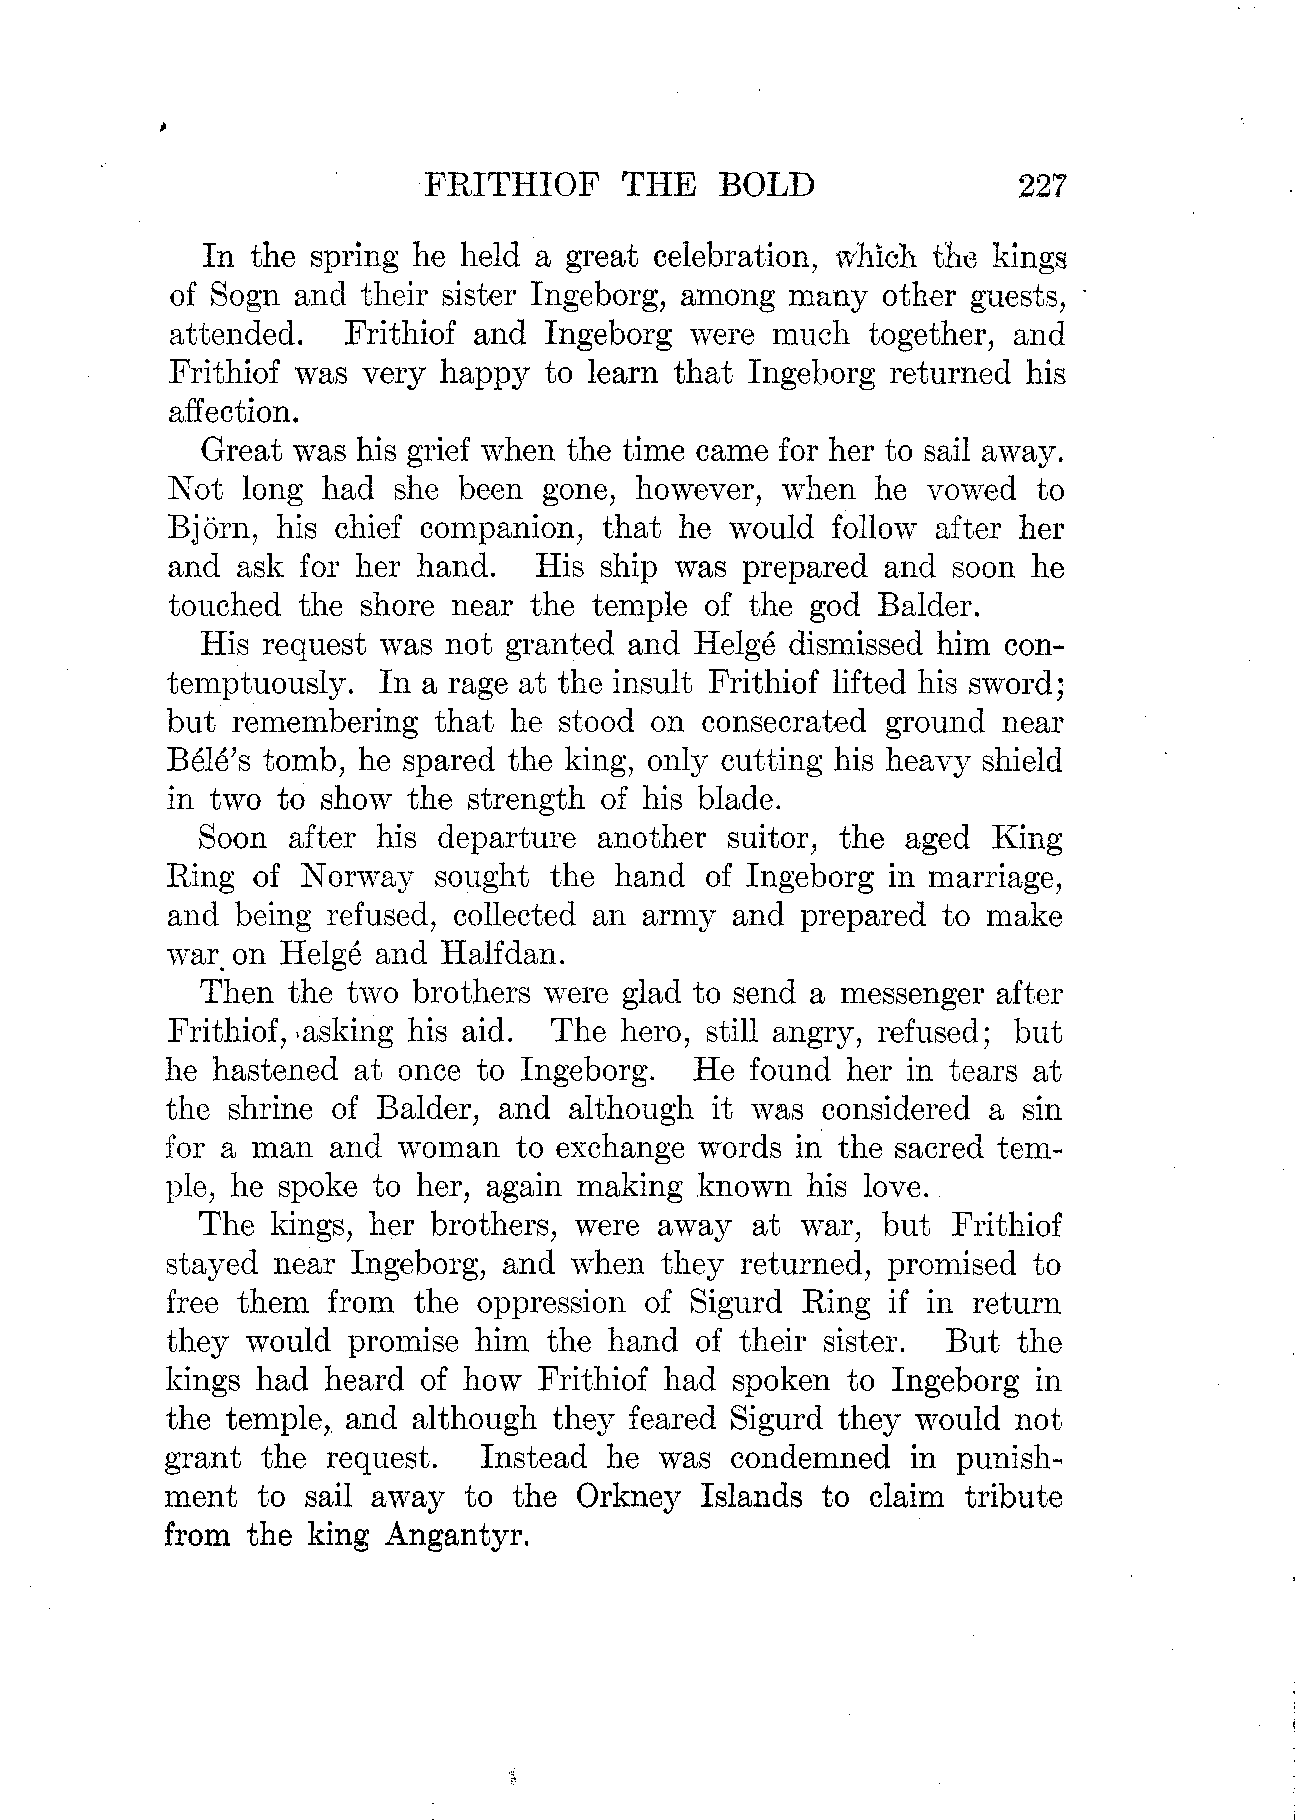 FRITHIOF THE BOLD 227
In the spring he held a great celebration, which the kings
of Sogn and their sister Ingeborg, among many other guests,
attended. Frithiof and Ingeborg were much together, and
Frithiof was very happy to learn that Ingeborg returned his
affection.
Great was his grief when the time came for her to sail away.
Not long had she been gone, however, when he vowed to
Björn, his chief companion, that he would follow after her
and ask for her hand. His ship was prepared and soon he
touched the shore near the temple of the god Balder.
His request was not granted and Helgé dismissed him con-
temptuously. In a rage at the insult Frithiof lifted his sword;
but remembering that he stood on consecrated ground near
Bélé's tomb, he spared the king, only cutting his heavy shield
in two to show the strength of his blade.
Soon after his departure another suitor, the aged King
Ring of Norway sought the hand of Ingeborg in marriage,
and being refused, collected an army and prepared to make
war on Helgé and Halfdan.
Then the two brothers were glad to send a messenger after
Frithiof, asking his aid. The hero, still angry, refused; but
he hastened at once to Ingeborg. He found her in tears at
the shrine of Balder, and although it was considered a sin
for a man and woman to exchange words in the sacred tem-
ple, he spoke to her, again making known his love.
The kings, her brothers, were away at war, but Frithiof
stayed near Ingeborg, and when they returned, promised to
free them from the oppression of Sigurd Ring if in return
they would promise him the hand of their sister. But the
kings had heard of how Frithiof had spoken to Ingeborg in
the temple, and although they feared Sigurd they would not
grant the request. Instead he was condemned in punish-
ment to sail away to the Orkney Islands to claim tribute
from the king Angantyr.